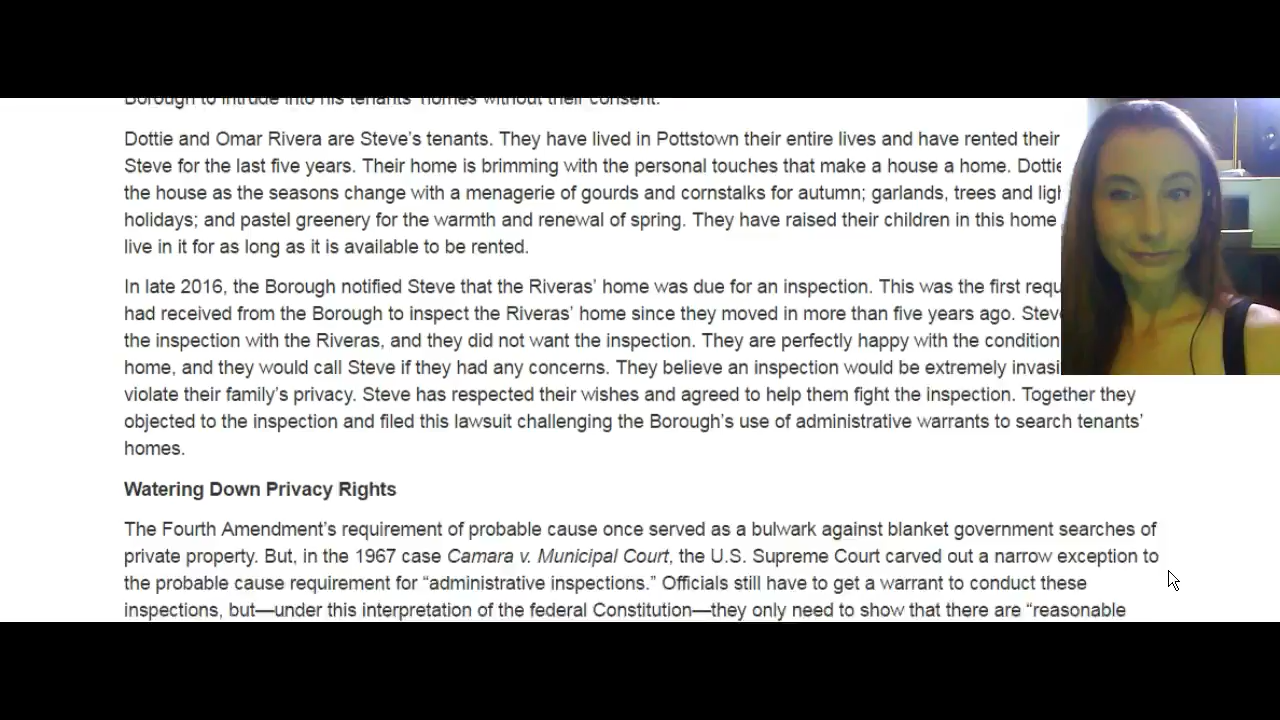 Borough to intrude into his tenants' homes without their consent.
Dottie and Omar Rivera are Steve’s tenants. They have lived in Pottstown their entire lives and have rented their
Steve for the last five years. Their home is brimming with the personal touches that make a house a home. Dottie
the house as the seasons change with a menagerie of gourds and cornstalks for autumn; garlands, trees and
holidays; and pastel greenery for the warmth and renewal of spring. They have raised their children in this home
live in it for as long as it is available to be rented.
In late 2016, the Borough notified Steve that the Riveras’ home was due for an inspection. This was the first
had received from the Borough to inspect the Riveras’ home since they moved in more than five years ago.
the inspection with the Riveras, and they did not want the inspection. They are perfectly happy with the condition
home, and they would call Steve if they had any concerns. They believe an inspection would be extremely
violate their family’s privacy. Steve has respected their wishes and agreed to help them fight the inspection. Together they
objected to the inspection and filed this lawsuit challenging the Borough’s use of administrative warrants to search tenants’
homes.
Watering Down Privacy Rights
The Fourth Amendment’s requirement of probable cause once served as a bulwark against blanket government searches of
private property. But, in the 1967 case Camara v. Municipal Court, the U.S. Supreme Court carved out a narrow exception to
the probable cause requirement for “administrative inspections.” Officials still have to get a warrant to conduct these
inspections, but—under this interpretation of the federal Constitution—they only need to show that there are “reasonable